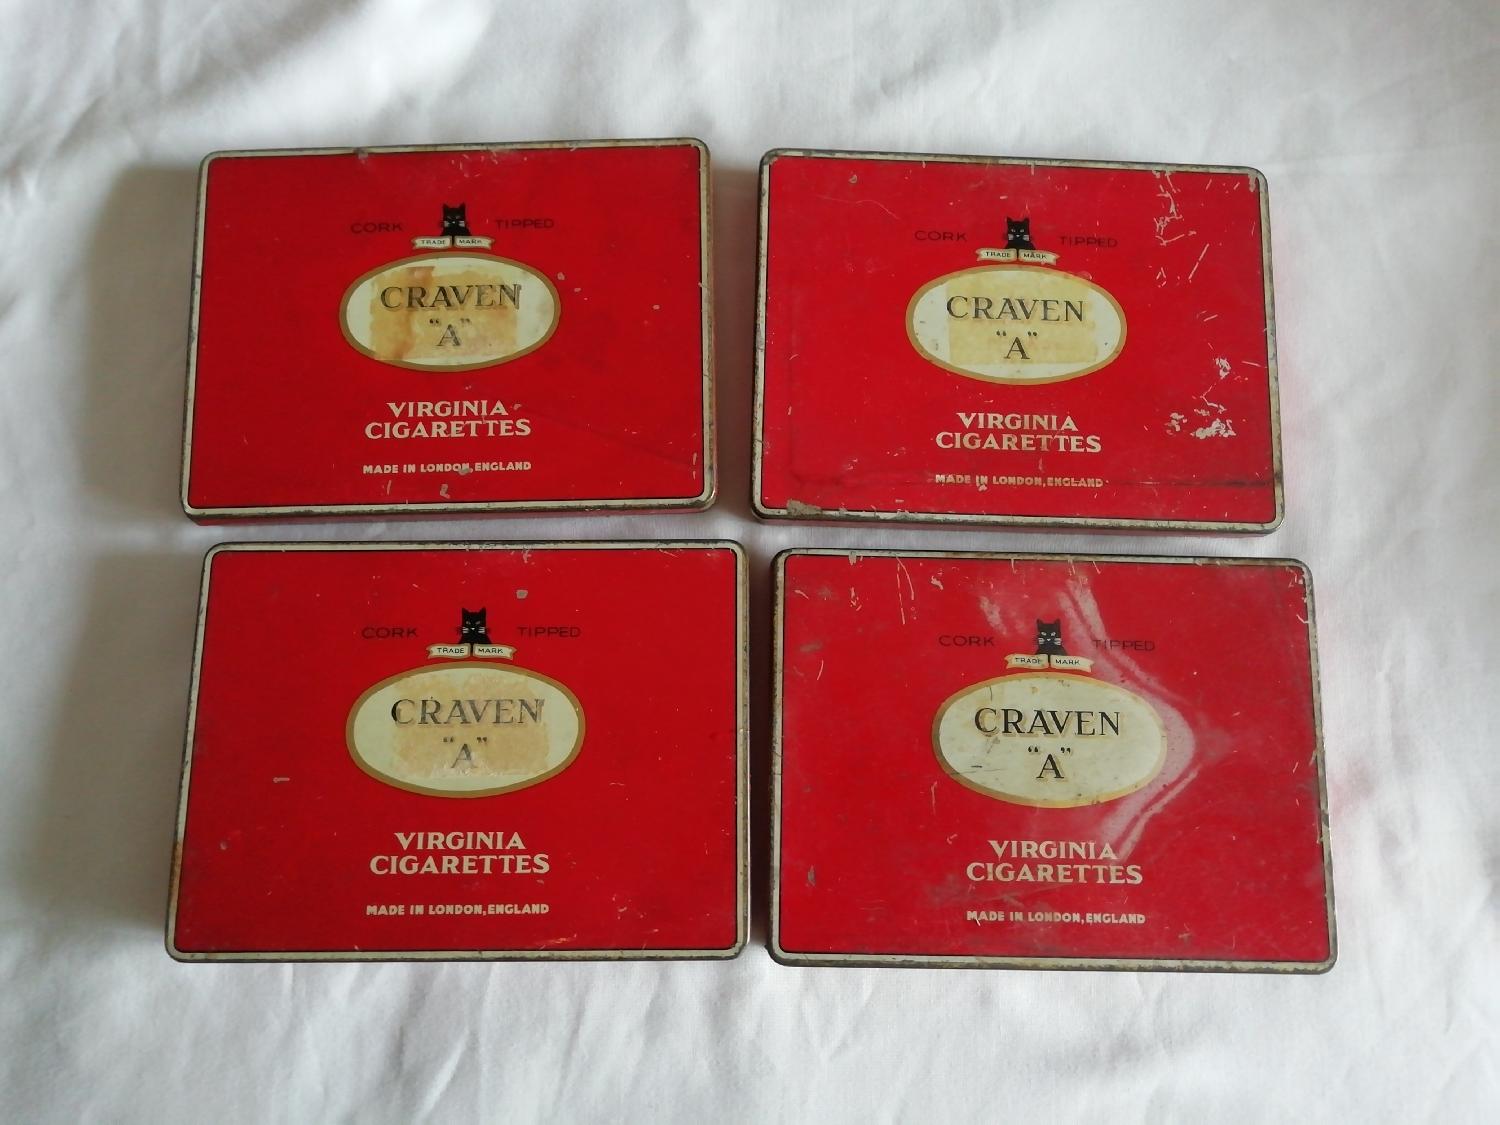 CORK TIPPED
TRADE MARK
CRAVEN
"A"
VIRGINIA
CIGARETTES
MADE IN LONDON, ENGLAND
CORK TIPPED
TRADE MARK
CRAVEN
"A"
VIRGINIA
CIGARETTES
MADE IN LONDON, ENGLAND
CORK TIPPED
TRADE MARK
CRAVEN
"A"
VIRGINIA
CIGARETTES
MADE IN LONDON, ENGLAND
CORK TIPPED
TRADE MARK
CRAVEN
"A"
VIRGINIA
CIGARETTES
MADE IN LONDON, ENGLAND